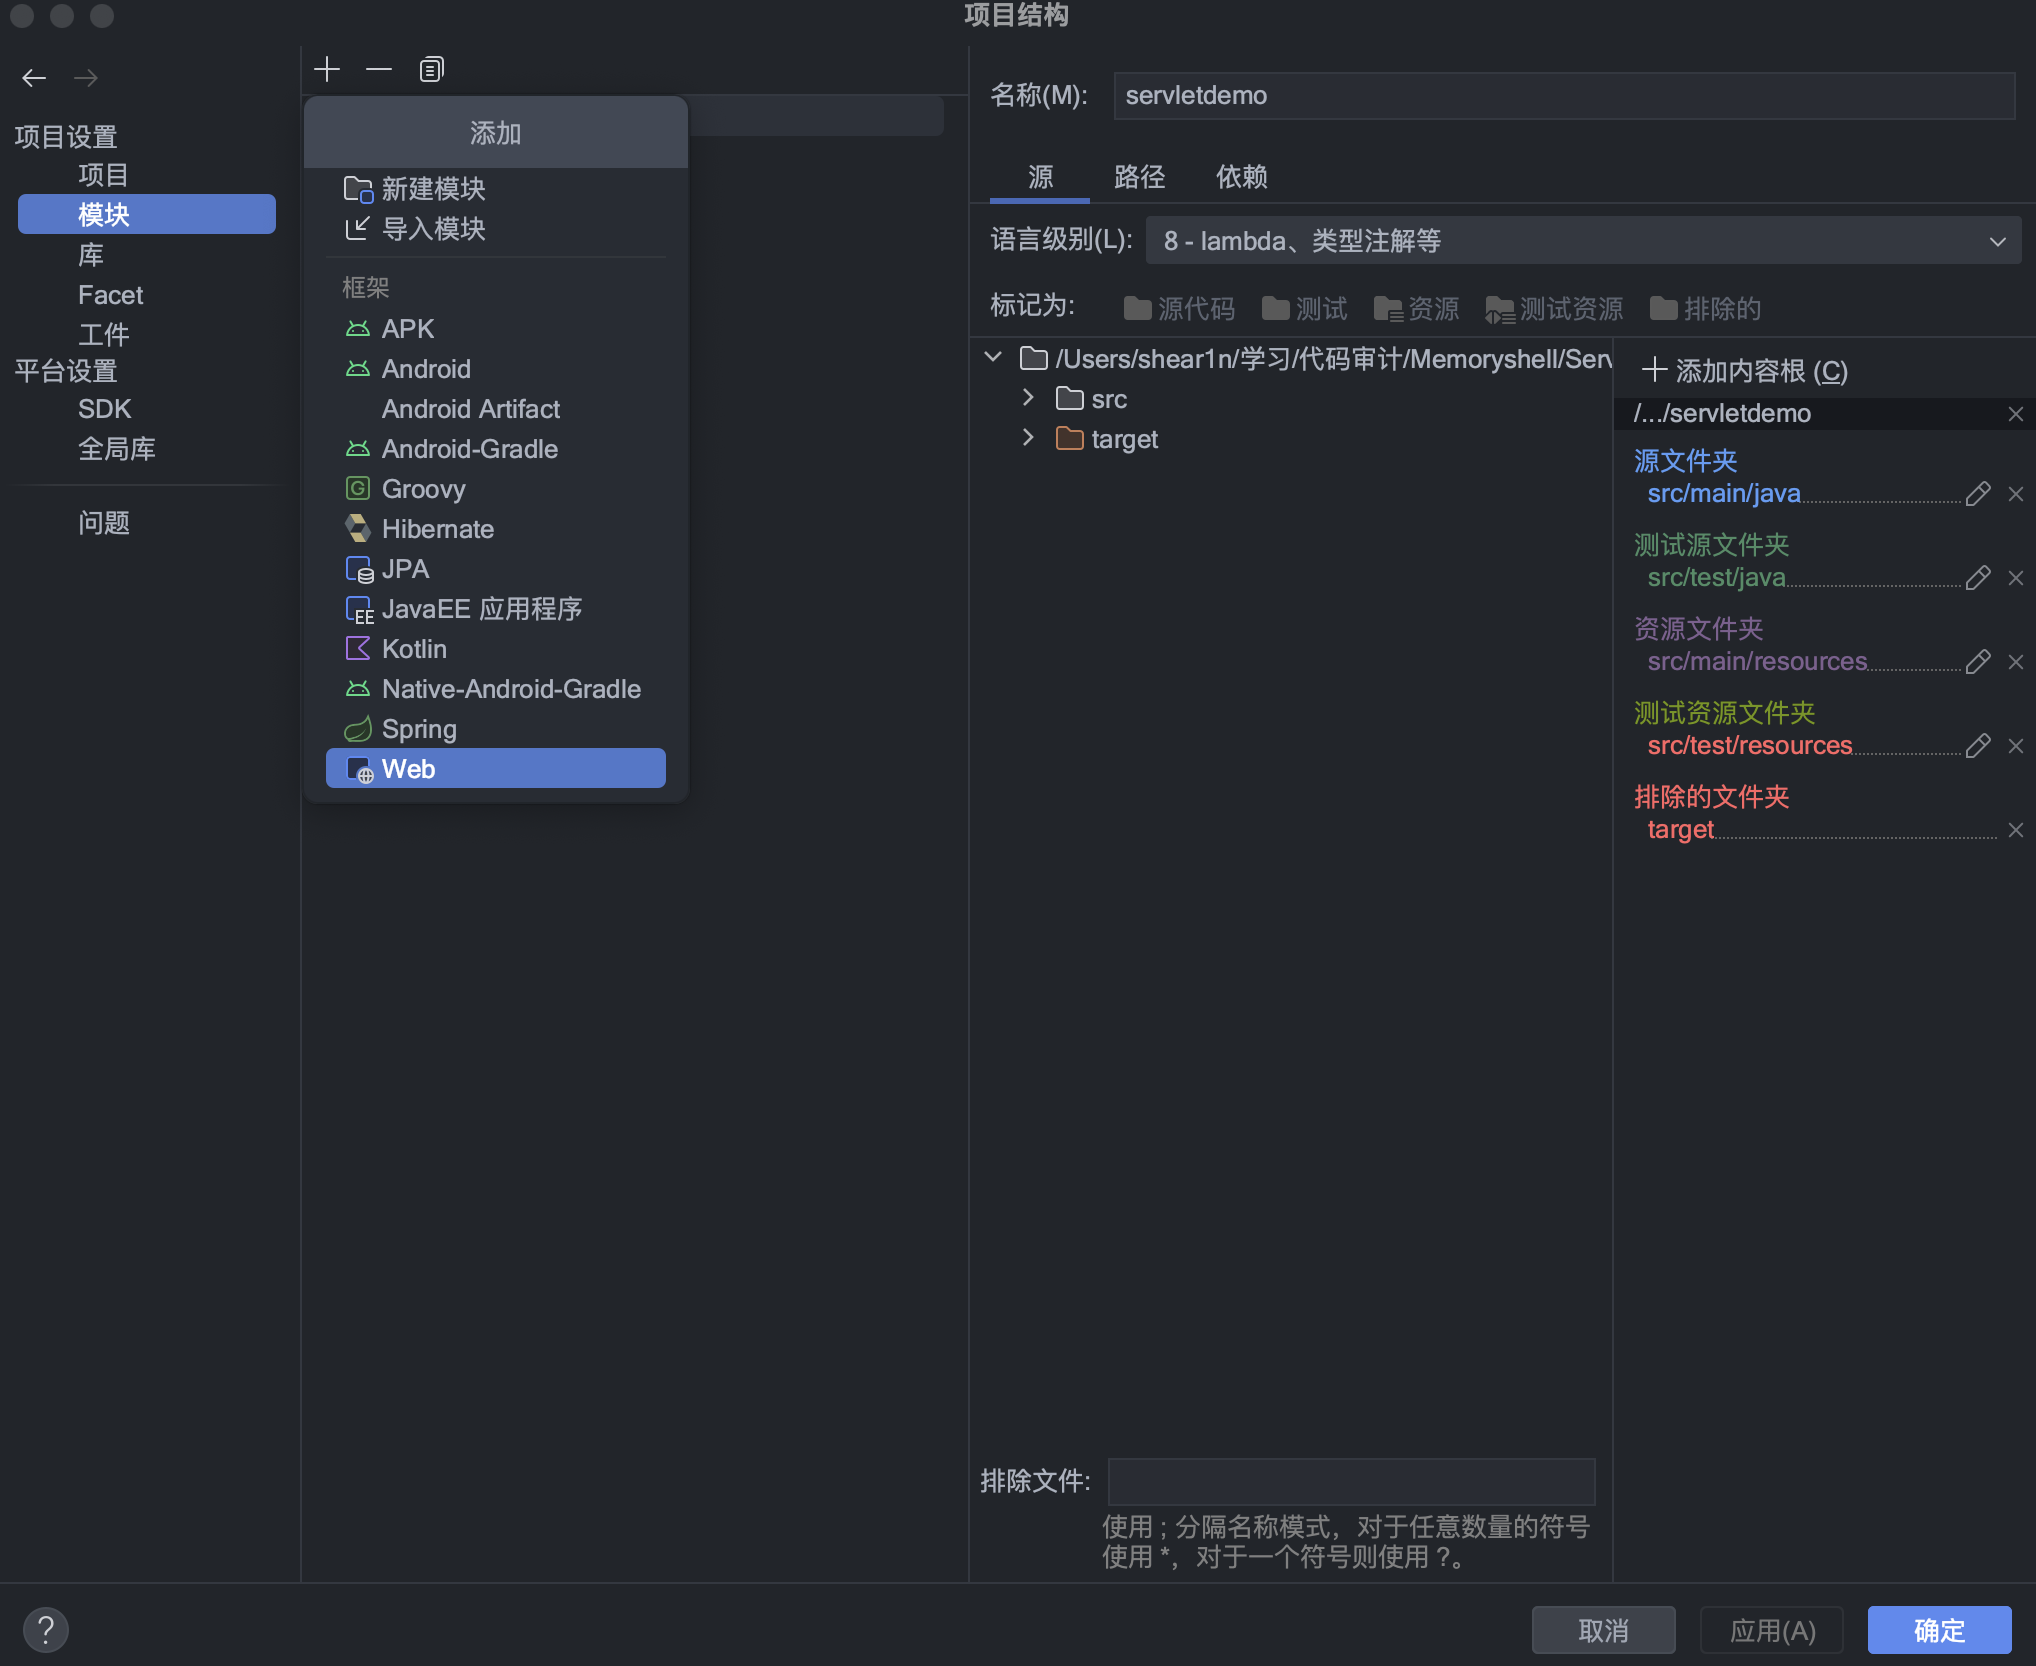 项目结构
项目设置
项目
模块
库
Facet
工件
平台设置
SDK
全局库
问题
添加
新建模块
导入模块
框架
APK
Android
Android Artifact
Android-Gradle
G Groovy
Hibernate
JPA
EE JavaEE 应用程序
Kotlin
Native-Android-Gradle
Spring
Web
名称(M): servletdemo
源 路径 依赖
语言级别(L): 8 - lambda、类型注解等
标记为: 源代码 测试 资源 测试资源 排除的
/Users/shear1n/学习/代码审计/Memoryshell/Serv
src
target
添加内容根 (C)
/.../servletdemo
源文件夹
src/main/java
测试源文件夹
src/test/java
资源文件夹
src/main/resources
测试资源文件夹
src/test/resources
排除的文件夹
target
排除文件:
使用 ; 分隔名称模式，对于任意数量的符号
使用 *，对于一个符号则使用 ?。
?
取消 应用(A) 确定